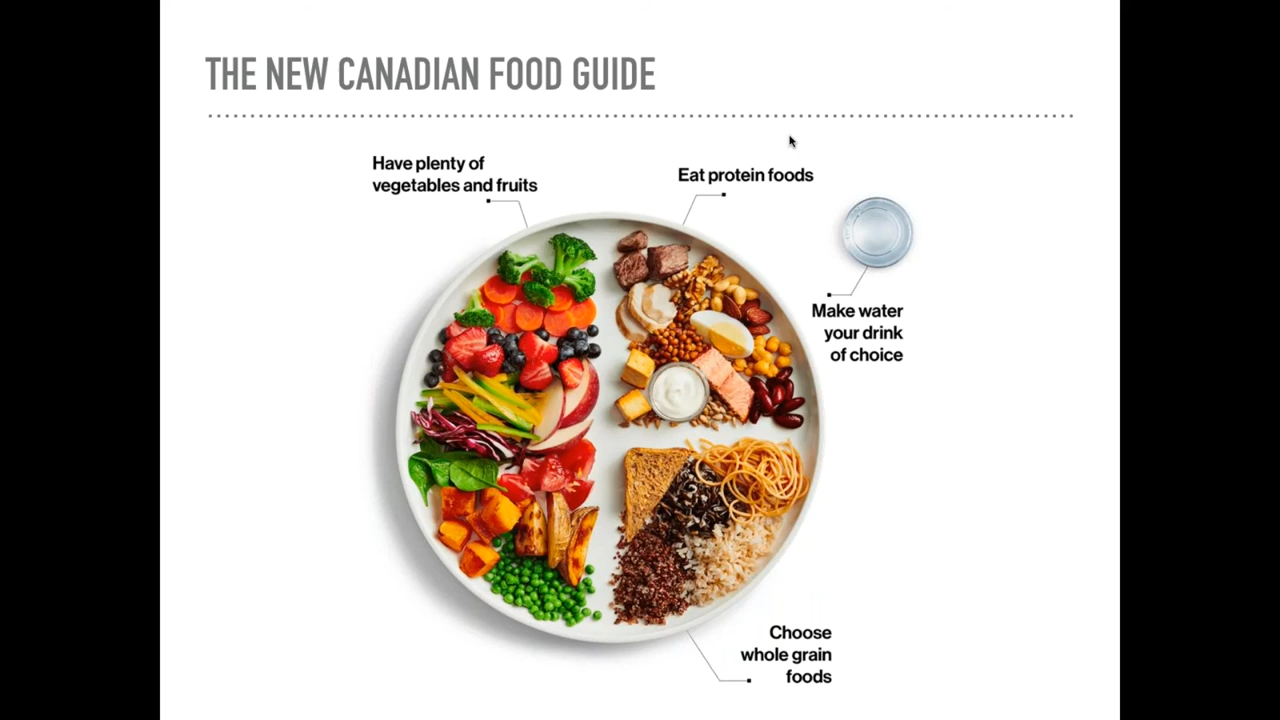 THE NEW CANADIAN FOOD GUIDE
Have plenty of
vegetables and fruits
Eat protein foods
Make water
your drink
of choice
Choose
whole grain
foods